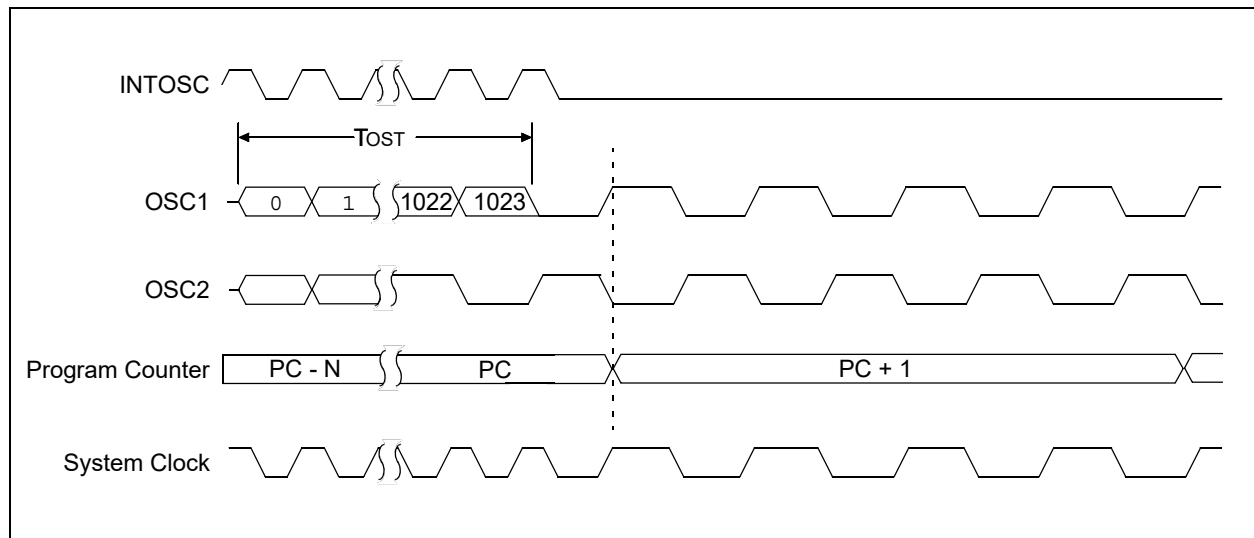 INTOSC
TOST
OSC1
0 1 1022 1023
OSC2
Program Counter
PC - N PC PC + 1
System Clock